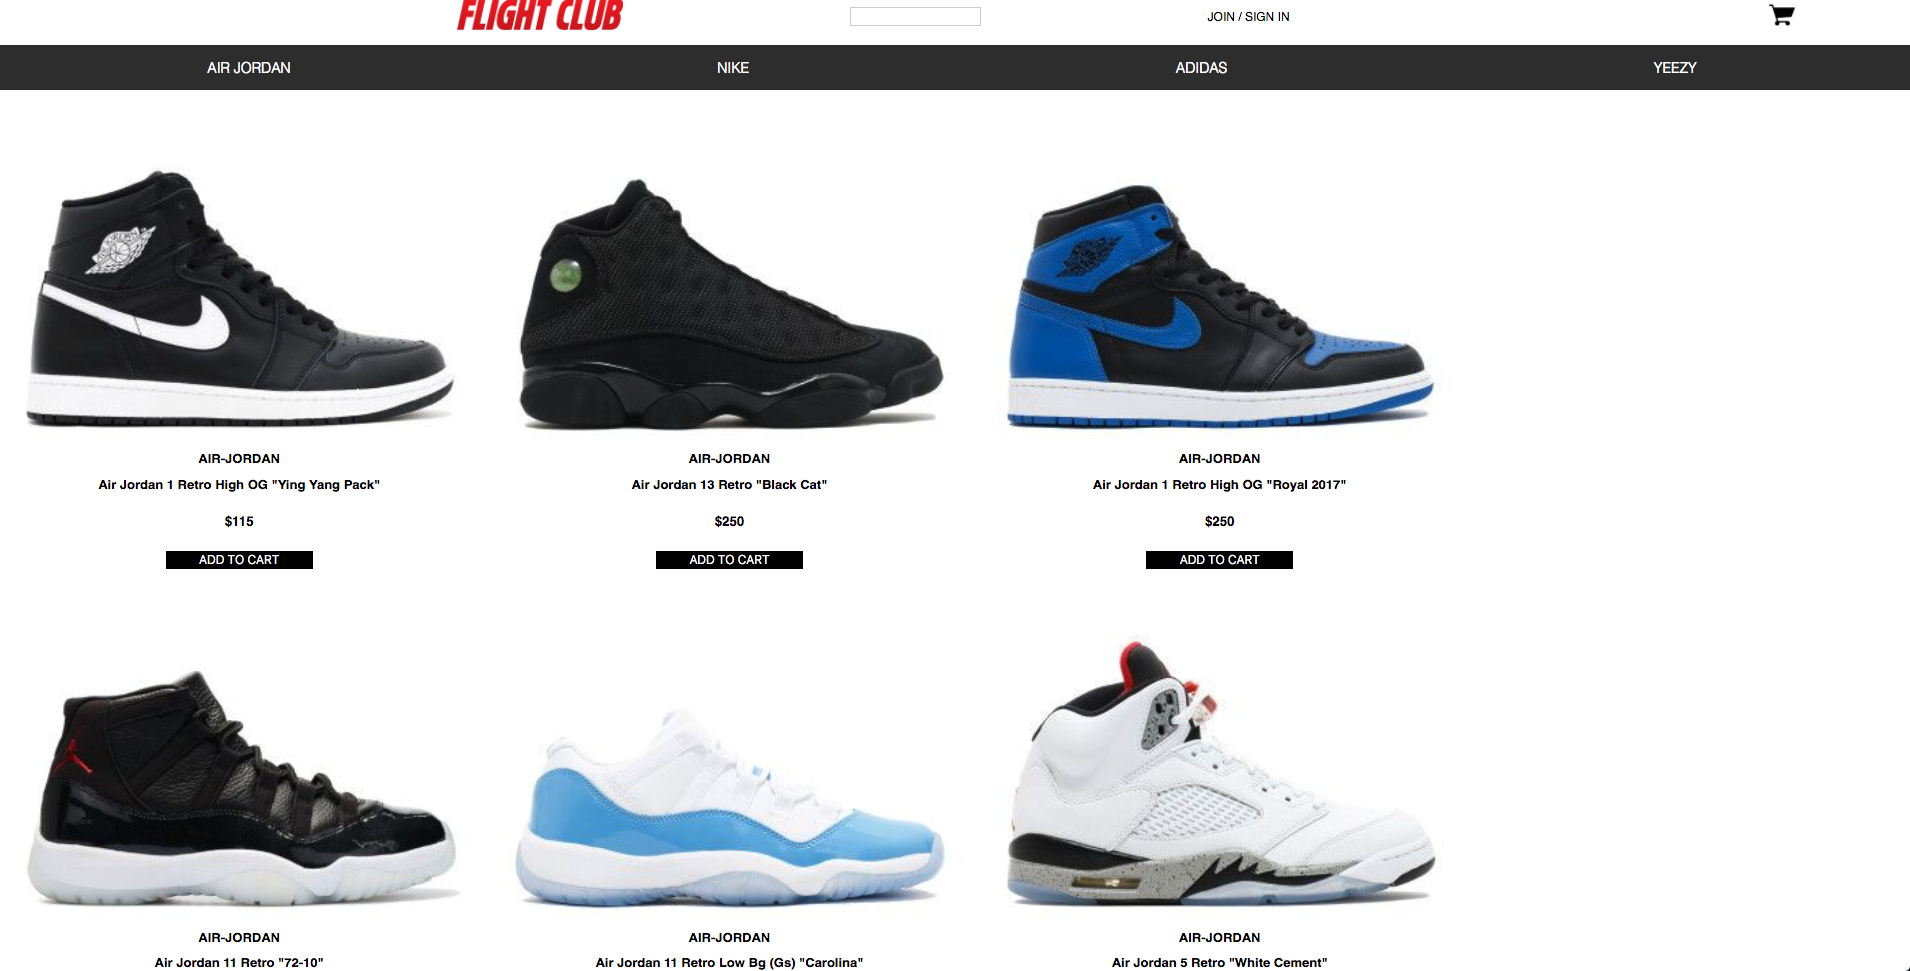 FLIGHT CLUB
JOIN / SIGN IN
AIR JORDAN
NIKE
ADIDAS
YEEZY
AIR-JORDAN
Air Jordan 1 Retro High OG "Ying Yang Pack"
$115
ADD TO CART
AIR-JORDAN
Air Jordan 13 Retro "Black Cat"
$250
ADD TO CART
AIR-JORDAN
Air Jordan 1 Retro High OG "Royal 2017"
$250
ADD TO CART
AIR-JORDAN
Air Jordan 11 Retro "72-10"
AIR-JORDAN
Air Jordan 11 Retro Low Bg (Gs) "Carolina"
AIR-JORDAN
Air Jordan 5 Retro "White Cement"